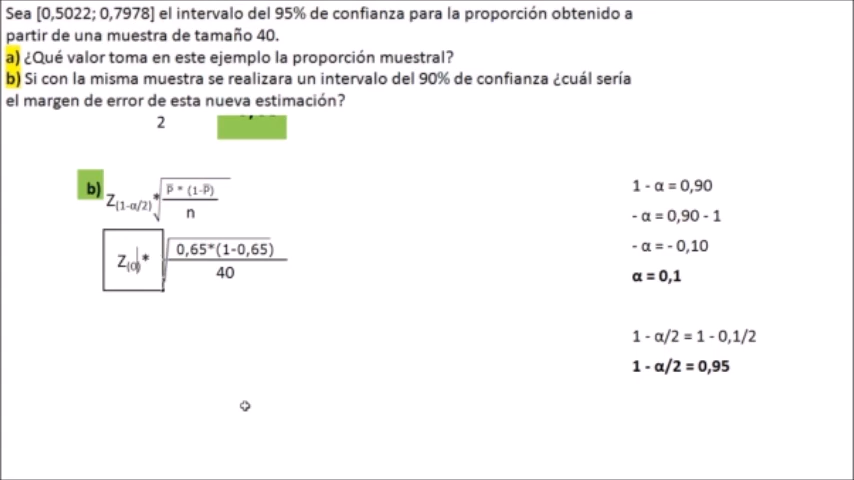 Sea [0,5022; 0,7978] el intervalo del 95% de confianza para la proporción obtenido a
partir de una muestra de tamaño 40.
a) ¿Qué valor toma en este ejemplo la proporción muestral?
b) Si con la misma muestra se realizara un intervalo del 90% de confianza ¿cuál sería
el margen de error de esta nueva estimación?
2
b) Z(1-α/2) * √ p̅ * (1-p̅)
n
Z(0) * √ 0,65*(1-0,65)
40
1 - α = 0,90
- α = 0,90 - 1
- α = - 0,10
α = 0,1
1 - α/2 = 1 - 0,1/2
1 - α/2 = 0,95